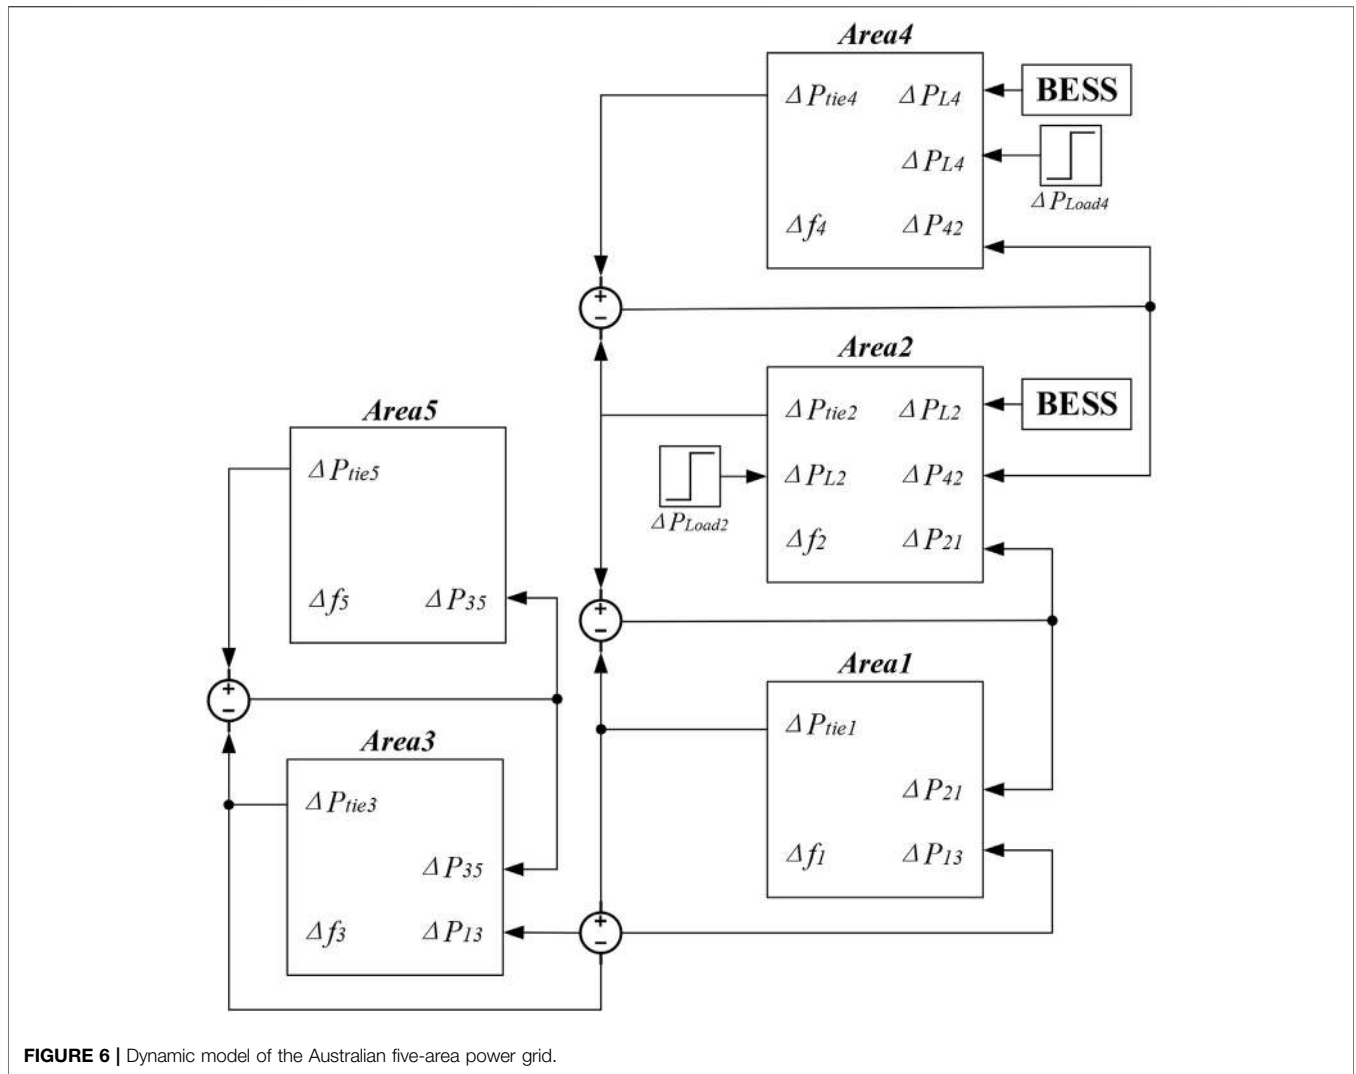 Area4
ΔPtie4
ΔPL4
BESS
ΔPL4
ΔPLoad4
Δf4
ΔP42
+
−
Area2
ΔPtie2
ΔPL2
BESS
ΔPL2
ΔP42
ΔPLoad2
Δf2
ΔP21
+
−
Area5
ΔPtie5
Δf5
ΔP35
+
−
Area1
ΔPtie1
ΔP21
Δf1
ΔP13
Area3
ΔPtie3
ΔP35
Δf3
ΔP13
+
−
FIGURE 6 | Dynamic model of the Australian five-area power grid.